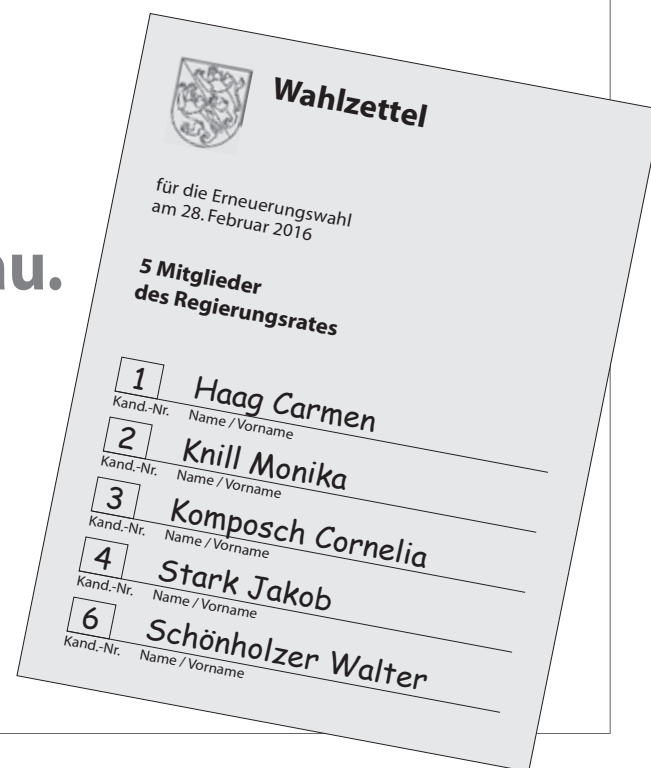 au.
Wahlzettel
für die Erneuerungswahl
am 28. Februar 2016
5 Mitglieder
des Regierungsrates
1 Haag Carmen
Kand.-Nr. Name / Vorname
2 Knill Monika
Kand.-Nr. Name / Vorname
3 Komposch Cornelia
Kand.-Nr. Name / Vorname
4 Stark Jakob
Kand.-Nr. Name / Vorname
6 Schönholzer Walter
Kand.-Nr. Name / Vorname